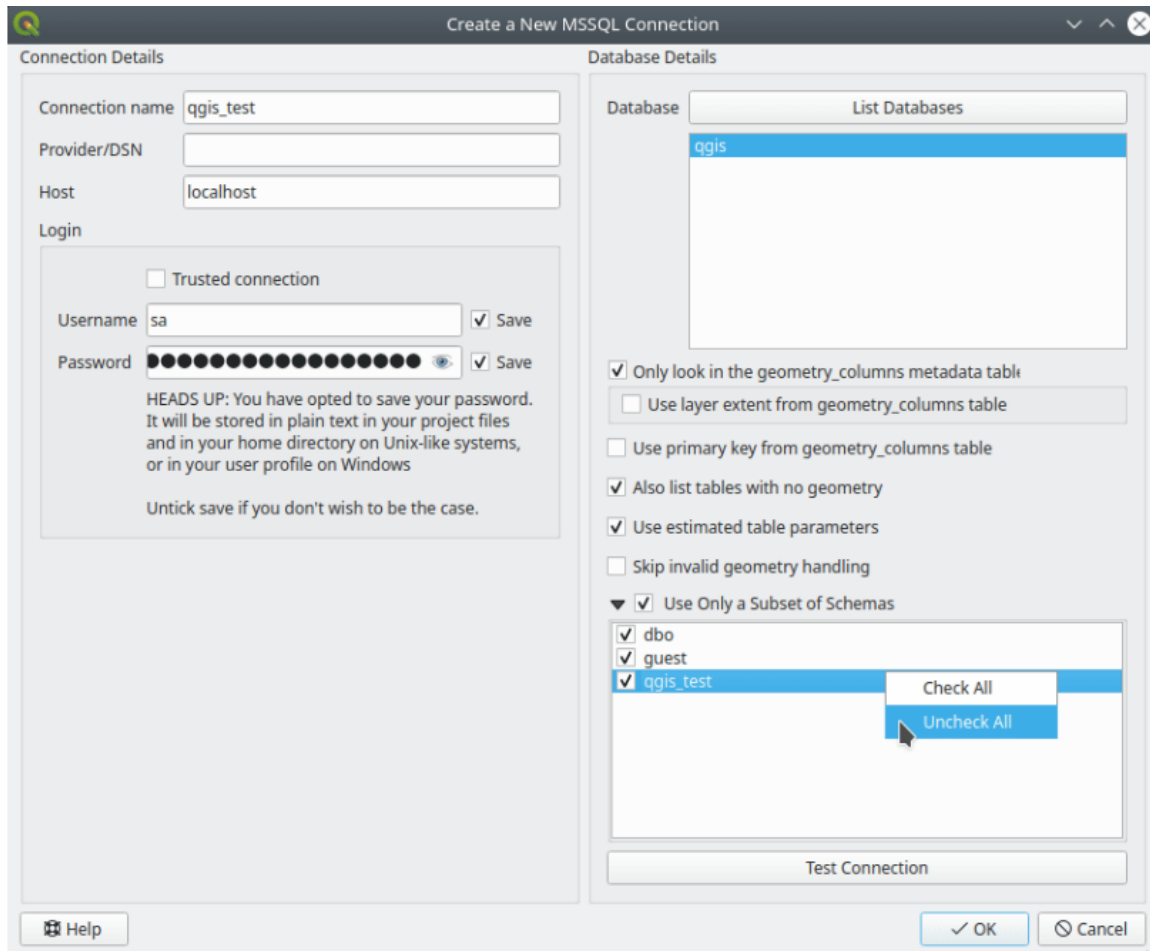 Create a New MSSQL Connection
Connection Details
Connection name qgis_test
Provider/DSN
Host localhost
Login
Trusted connection
Username sa Save
Password Save
HEADS UP: You have opted to save your password.
It will be stored in plain text in your project files
and in your home directory on Unix-like systems,
or in your user profile on Windows
Untick save if you don't wish to be the case.
Database Details
Database List Databases
qgis
Only look in the geometry_columns metadata table
Use layer extent from geometry_columns table
Use primary key from geometry_columns table
Also list tables with no geometry
Use estimated table parameters
Skip invalid geometry handling
Use Only a Subset of Schemas
dbo
guest
qgis_test
Check All
Uncheck All
Test Connection
Help
OK
Cancel